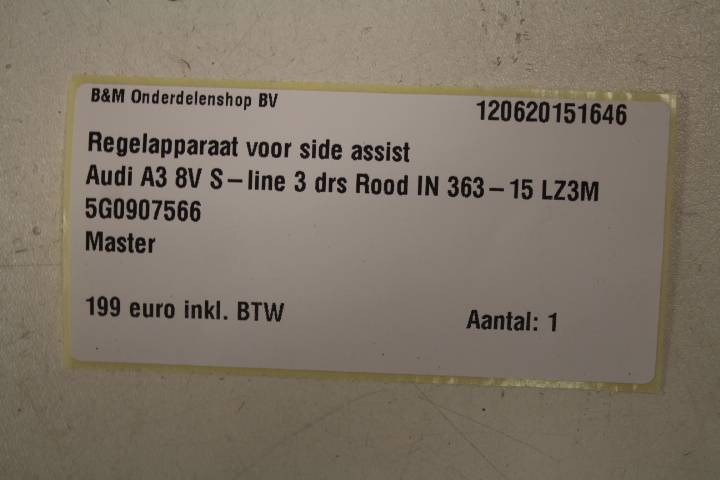 B&M Onderdelenshop BV
120620151646
Regelapparaat voor side assist
Audi A3 8V S-line 3 drs Rood IN 363-15 LZ3M
5G0907566
Master
199 euro inkl. BTW
Aantal: 1